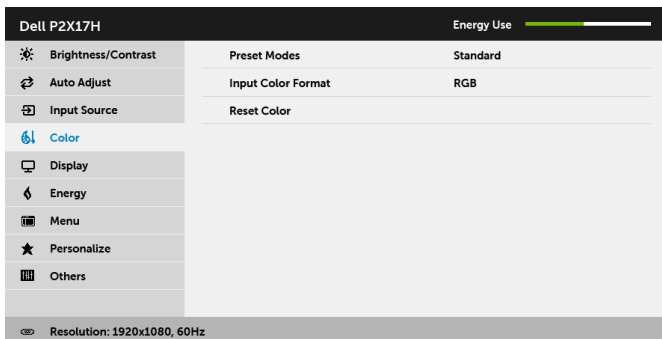 Dell P2X17H Energy Use
Brightness/Contrast Preset Modes Standard
Auto Adjust Input Color Format RGB
Input Source Reset Color
Color
Display
Energy
Menu
Personalize
Others
Resolution: 1920x1080, 60Hz